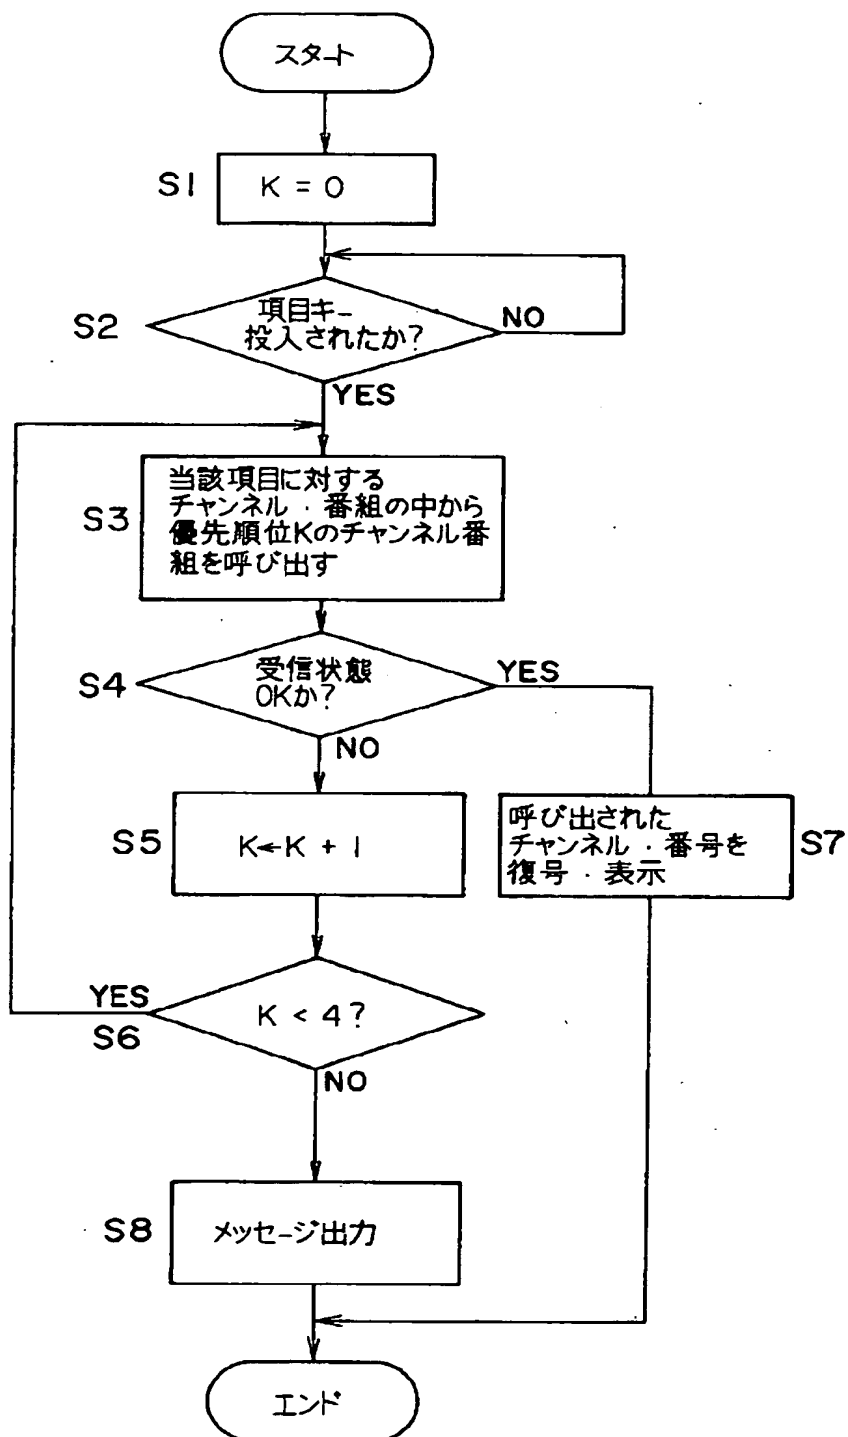 スタート
S1
K = 0
S2
項目キー
投入されたか?
NO
YES
S3
当該項目に対する
チャンネル・番組の中から
優先順位Kのチャンネル番
組を呼び出す
S4
受信状態
OKか?
YES
NO
S5
K←K + 1
呼び出された
チャンネル・番号を
復号・表示
S7
YES
S6
K < 4?
NO
S8
メッセージ出力
エンド